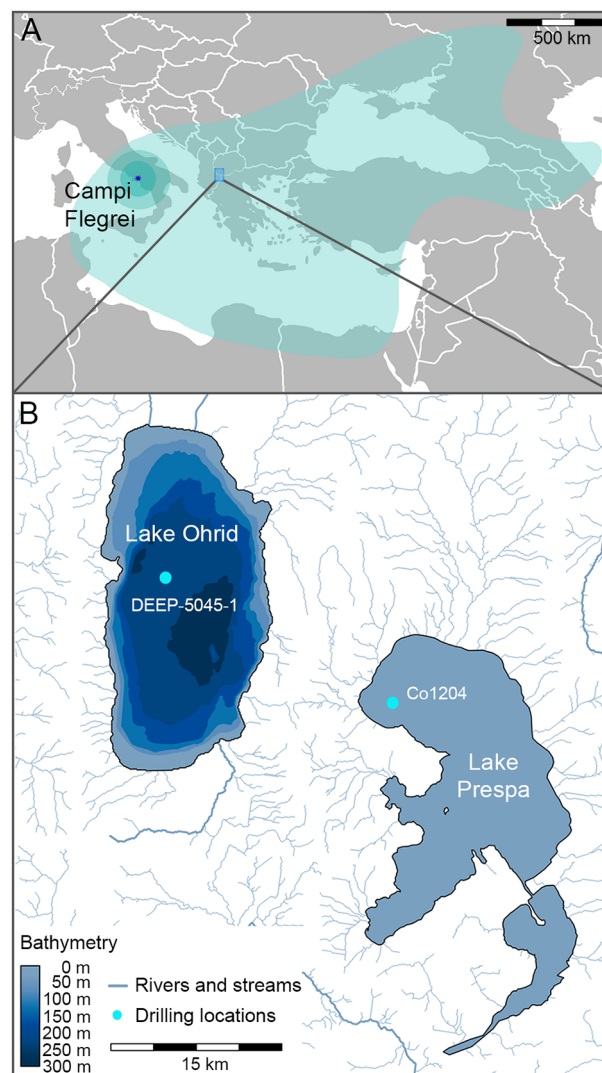 A
500 km
Campi
Flegrei
B
Lake Ohrid
DEEP-5045-1
Co1204
Lake
Prespa
Bathymetry
0 m
50 m
100 m
150 m
200 m
250 m
300 m
Rivers and streams
Drilling locations
15 km